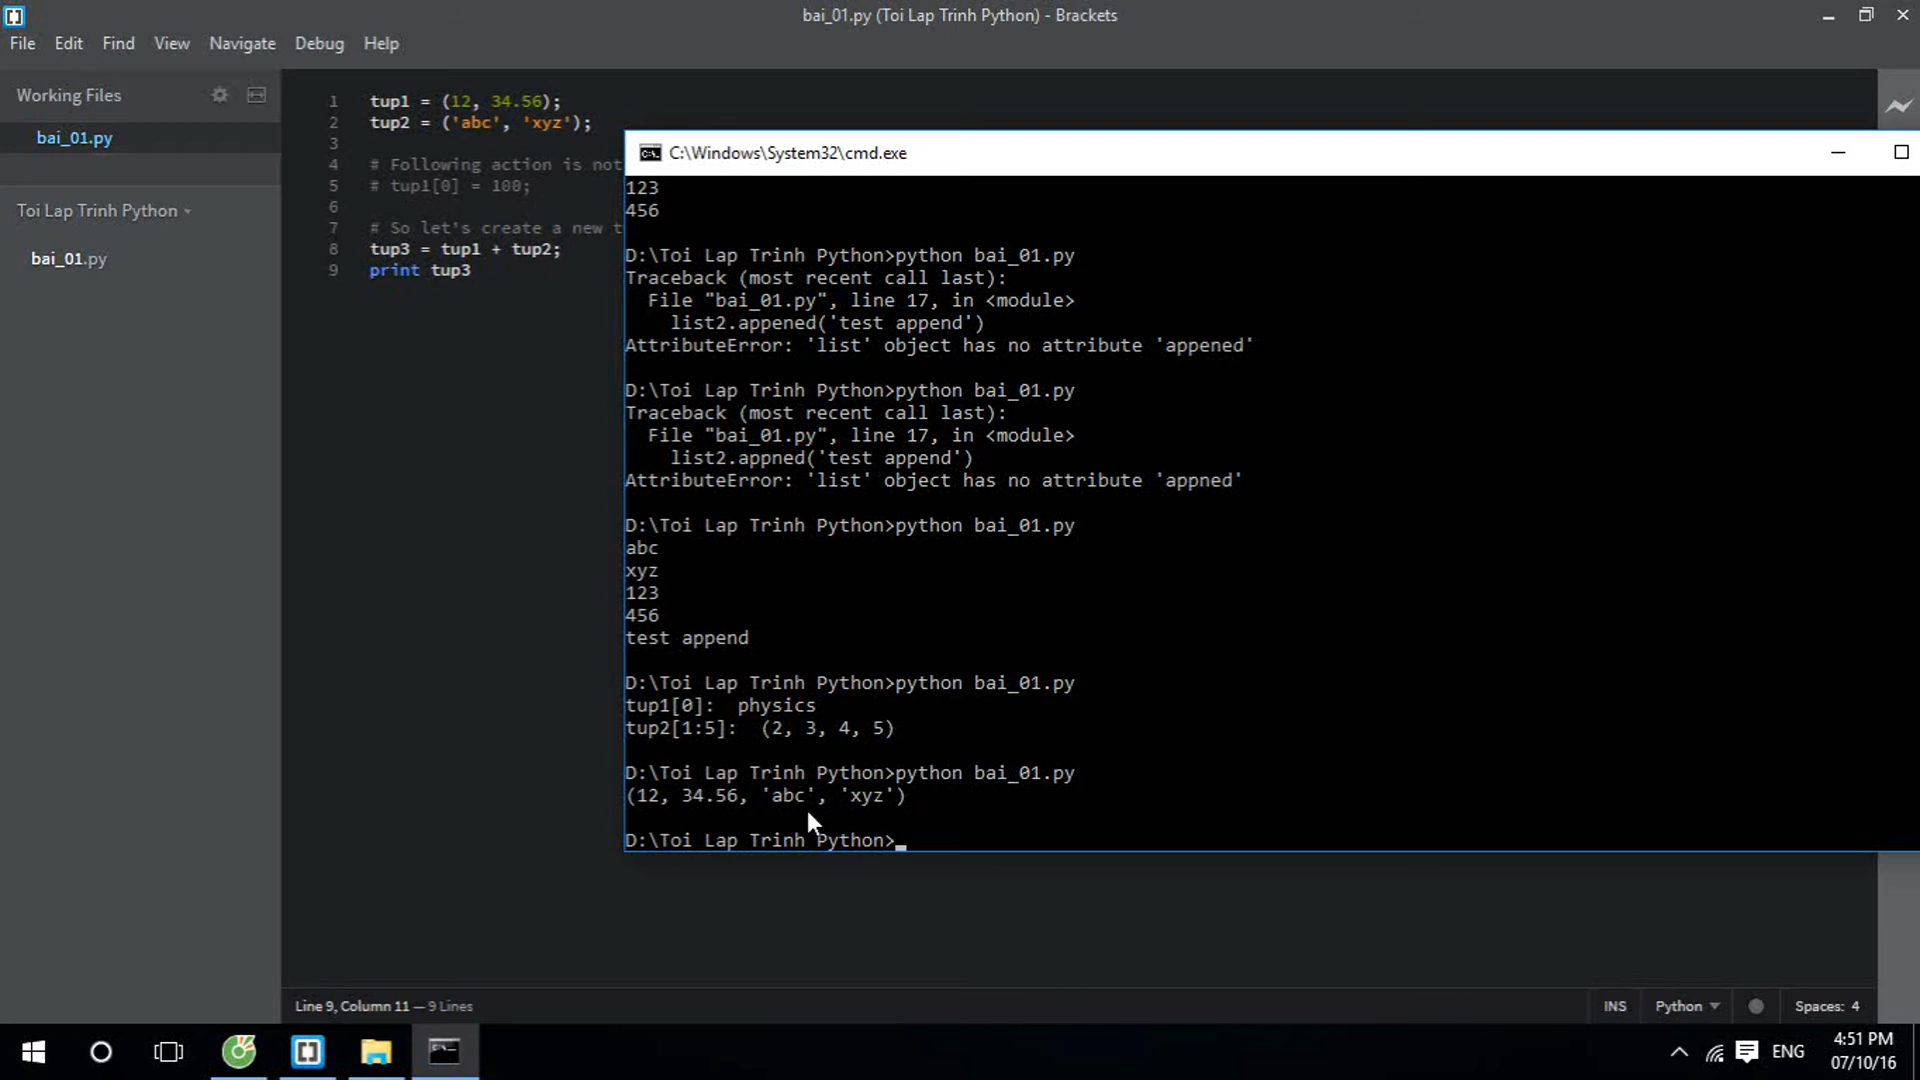 bai_01.py (Toi Lap Trinh Python) - Brackets
File Edit Find View Navigate Debug Help
Working Files
bai_01.py
Toi Lap Trinh Python
bai_01.py
1 tup1 = (12, 34.56);
2 tup2 = ('abc', 'xyz');
3
4 # Following action is not
5 # tup1[0] = 100;
6
7 # So let's create a new t
8 tup3 = tup1 + tup2;
9 print tup3
C:\Windows\System32\cmd.exe
123
456
D:\Toi Lap Trinh Python>python bai_01.py
Traceback (most recent call last):
File "bai_01.py", line 17, in <module>
list2.appened('test append')
AttributeError: 'list' object has no attribute 'appened'
D:\Toi Lap Trinh Python>python bai_01.py
Traceback (most recent call last):
File "bai_01.py", line 17, in <module>
list2.appned('test append')
AttributeError: 'list' object has no attribute 'appned'
D:\Toi Lap Trinh Python>python bai_01.py
abc
xyz
123
456
test append
D:\Toi Lap Trinh Python>python bai_01.py
tup1[0]:  physics
tup2[1:5]:  (2, 3, 4, 5)
D:\Toi Lap Trinh Python>python bai_01.py
(12, 34.56, 'abc', 'xyz')
D:\Toi Lap Trinh Python>_
Line 9, Column 11 — 9 Lines
INS Python Spaces: 4
ENG
4:51 PM
07/10/16